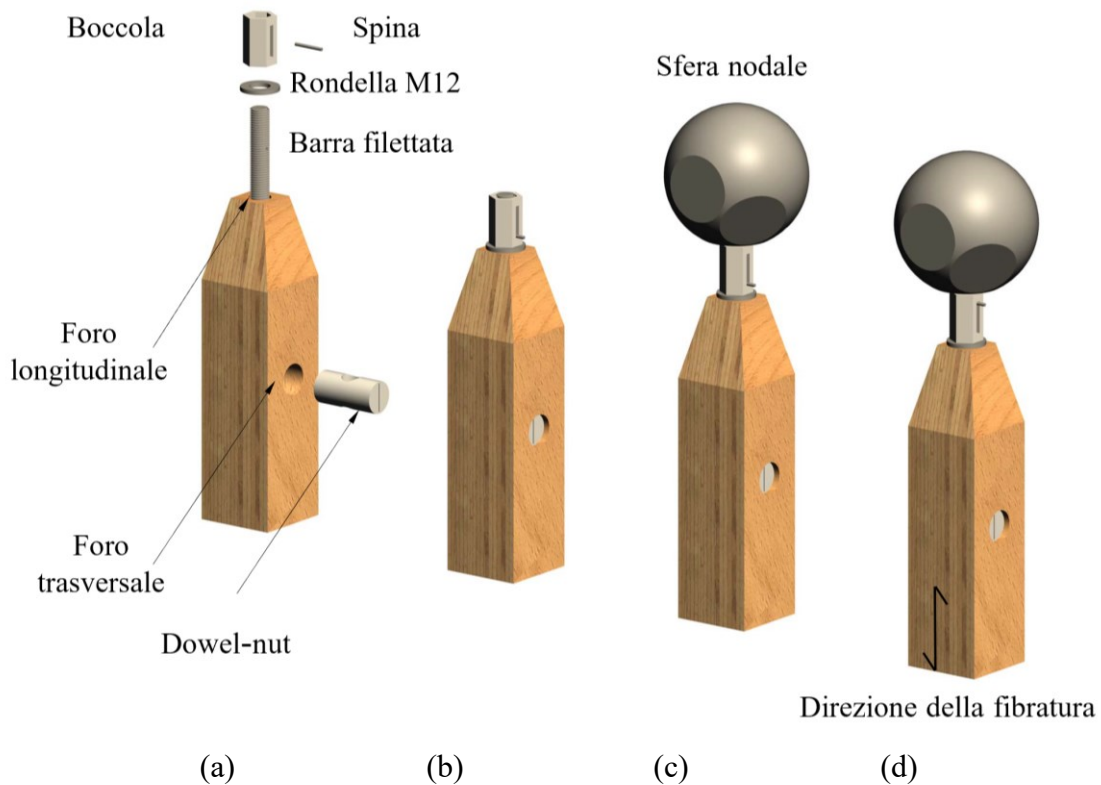 Boccola
Spina
Rondella M12
Barra filettata
Sfera nodale
Foro
longitudinale
Foro
trasversale
Dowel-nut
Direzione della fibratura
(a)
(b)
(c)
(d)